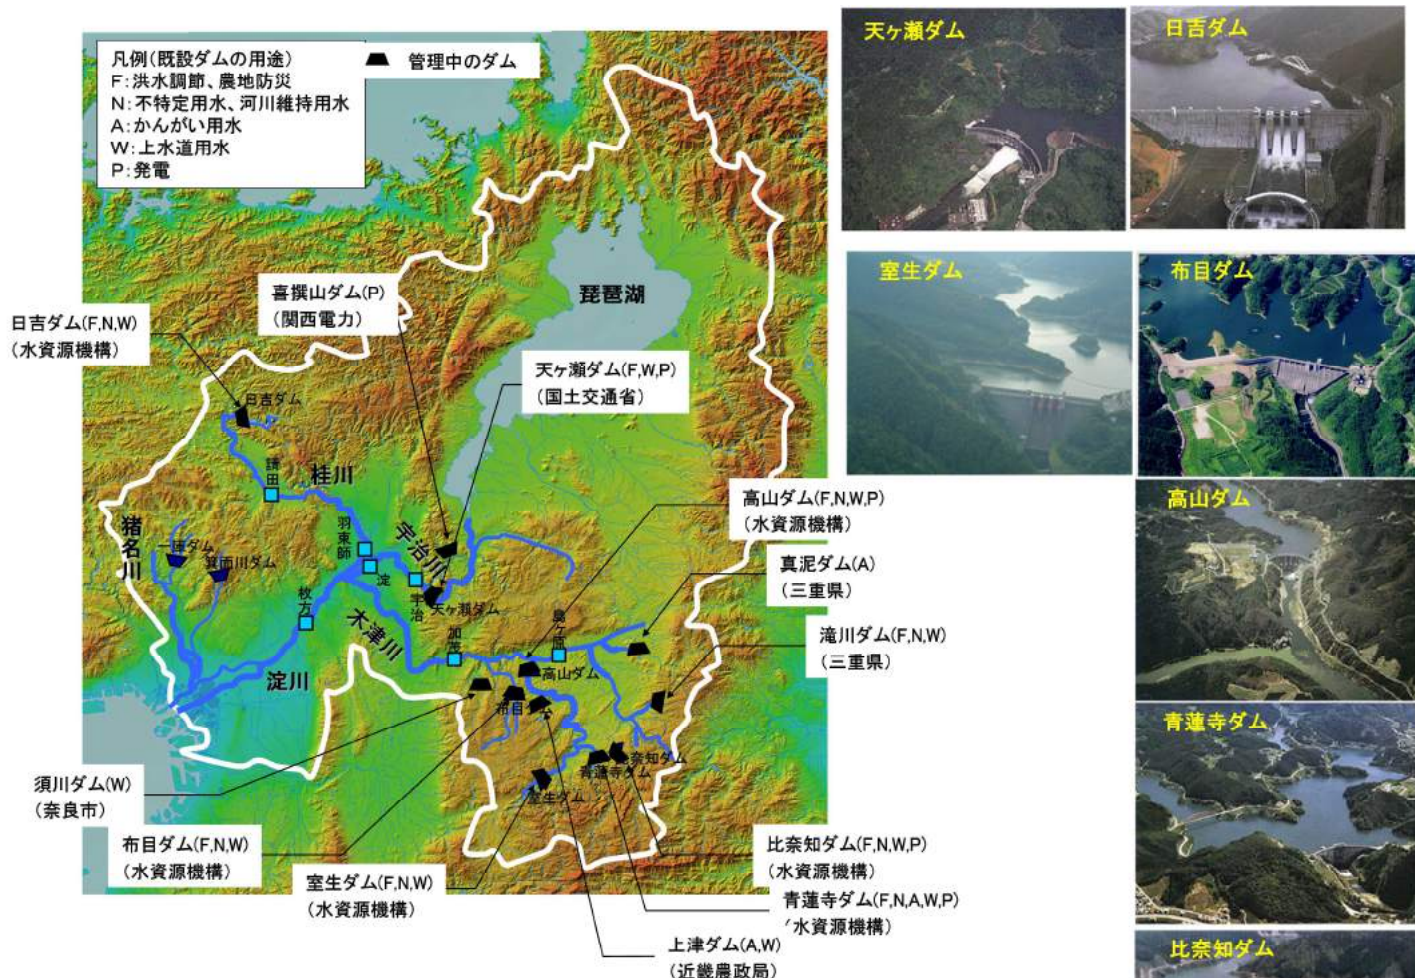 凡例(既設ダムの用途)
F:洪水調節、農地防災
N:不特定用水、河川維持用水
A:かんがい用水
W:上水道用水
P:発電
管理中のダム
天ヶ瀬ダム
日吉ダム
室生ダム
布目ダム
高山ダム
青蓮寺ダム
比奈知ダム
喜撰山ダム(P)
(関西電力)
琵琶湖
日吉ダム(F,N,W)
(水資源機構)
天ヶ瀬ダム(F,W,P)
(国土交通省)
日吉ダム
請田
桂川
高山ダム(F,N,W,P)
(水資源機構)
猪名川
一庫ダム
箕面川ダム
羽束師
淀
宇治川
宇治
天ヶ瀬ダム
真泥ダム(A)
(三重県)
枚方
木津川
加茂
島ヶ原
滝川ダム(F,N,W)
(三重県)
淀川
高山ダム
布目ダム
須川ダム(W)
(奈良市)
青蓮寺ダム
比奈知ダム
室生ダム
布目ダム(F,N,W)
(水資源機構)
室生ダム(F,N,W)
(水資源機構)
比奈知ダム(F,N,W,P)
(水資源機構)
青蓮寺ダム(F,N,A,W,P)
(水資源機構)
上津ダム(A,W)
(近畿農政局)